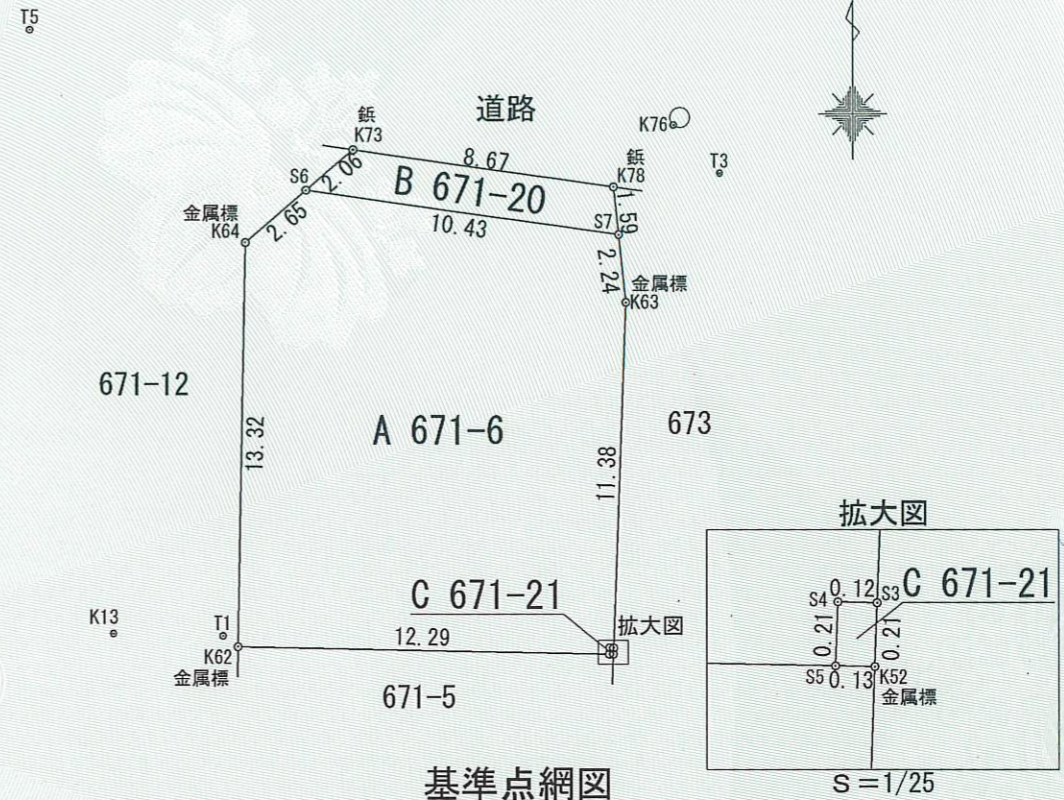 T5
道路
鋲
K73
K76
8.67
鋲
K78
T3
S6
2.06
B 671-20
1.59
金属標
K64
2.65
10.43
S7
2.24
金属標
K63
671-12
A 671-6
673
13.32
11.38
拡大図
C 671-21
0.12
S3
C 671-21
S4
K13
T1
12.29
拡大図
0.21
0.21
K62
金属標
S5
0.13
K52
金属標
671-5
基準点網図
S=1/25